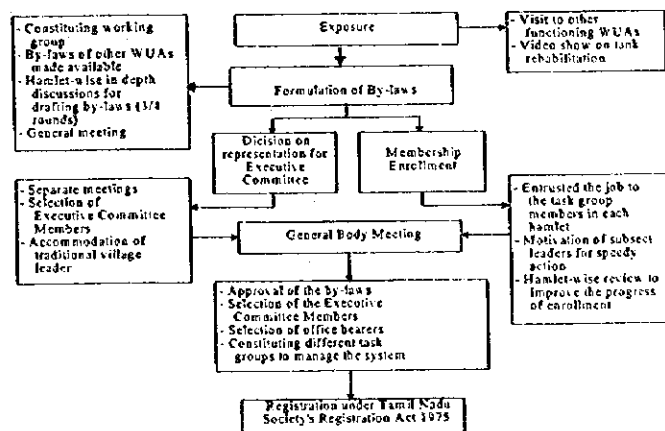 Exposure
- Visit to other
functioning WUAs
- Video show on tank
rehabilitation
- Constituting working
group
- By-laws of other WUAs
made available
- Hamlet-wise in depth
discussions for
drafting by-laws (3/4
rounds)
- General meeting
Formulation of By-laws
Dicision on
representation for
Executive
Committee
Membership
Enrollment
- Separate meetings
- Selection of
Executive Committee
Members
- Accommodation of
traditional village
leader
General Body Meeting
- Entrusted the job to
the task group
members in each
hamlet
- Motivation of subsect
leaders for speedy
action
- Hamlet-wise review to
improve the progress
of enrollment
- Approval of the by-laws
- Selection of the Executive
Committee Members
- Selection of office bearers
- Constituting different task
groups to manage the system
Registration under Tamil Nadu
Society's Registration Act 1975